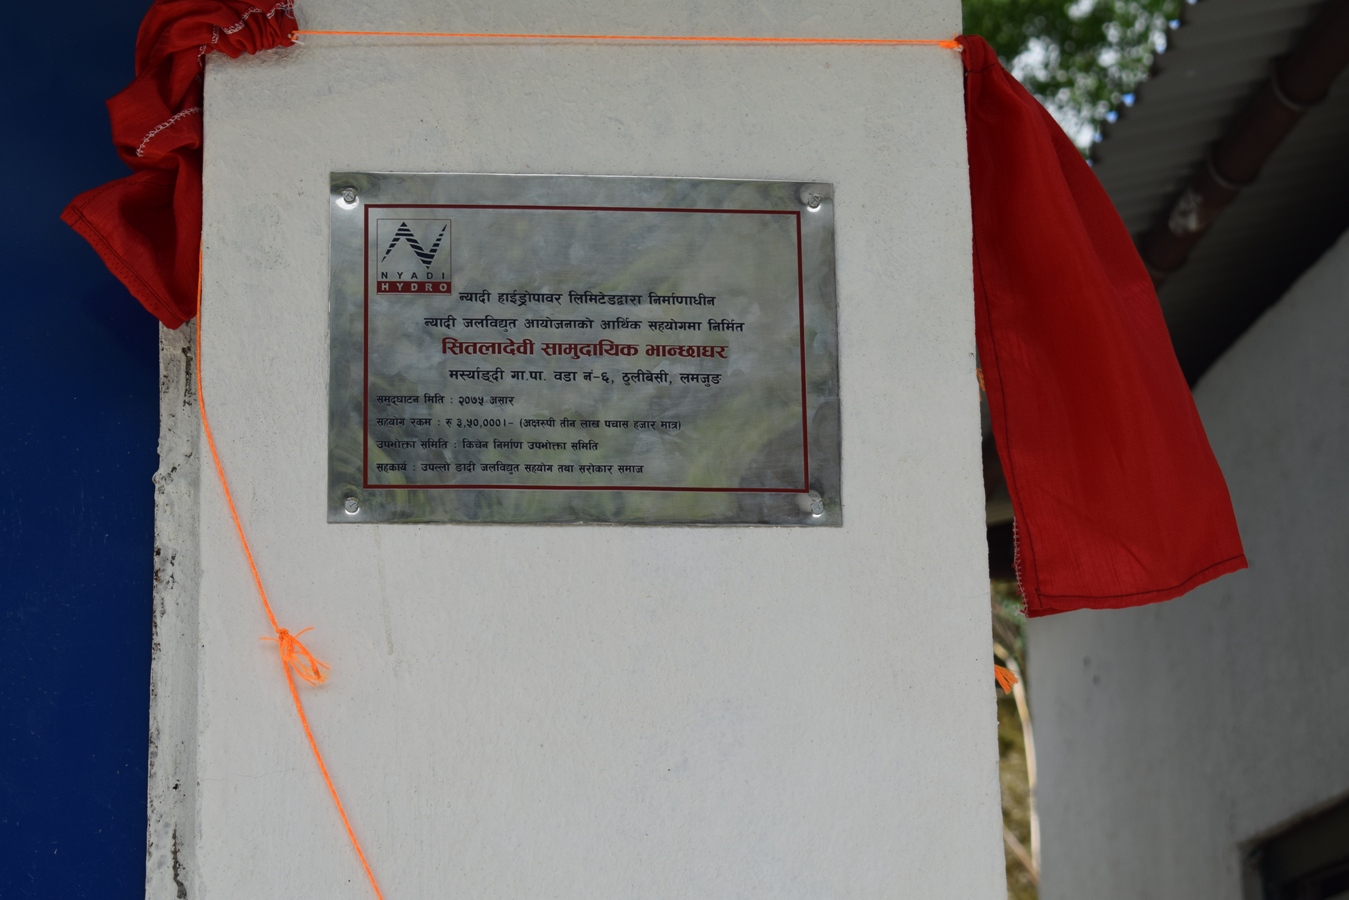 NYADI
HYDRO
न्यादी हाईड्रोपावर लिमिटेडद्वारा निर्माणाधीन
न्यादी जलविद्युत आयोजनाको आर्थिक सहयोगमा निर्मित
सितलादेवी सामुदायिक भान्छाघर
मर्स्याङ्दी गा.पा. वडा नं-६, ठुलीबेसी, लमजुङ
समुद्घाटन मिति : २०७५ असार
सहयोग रकम : रु ३,५०,०००।- (अक्षरुपी तीन लाख पचास हजार मात्र)
उपभोक्ता समिति : किचेन निर्माण उपभोक्ता समिति
सहकार्य : उपल्लो ङादी जलविद्युत सहयोग तथा सरोकार समाज